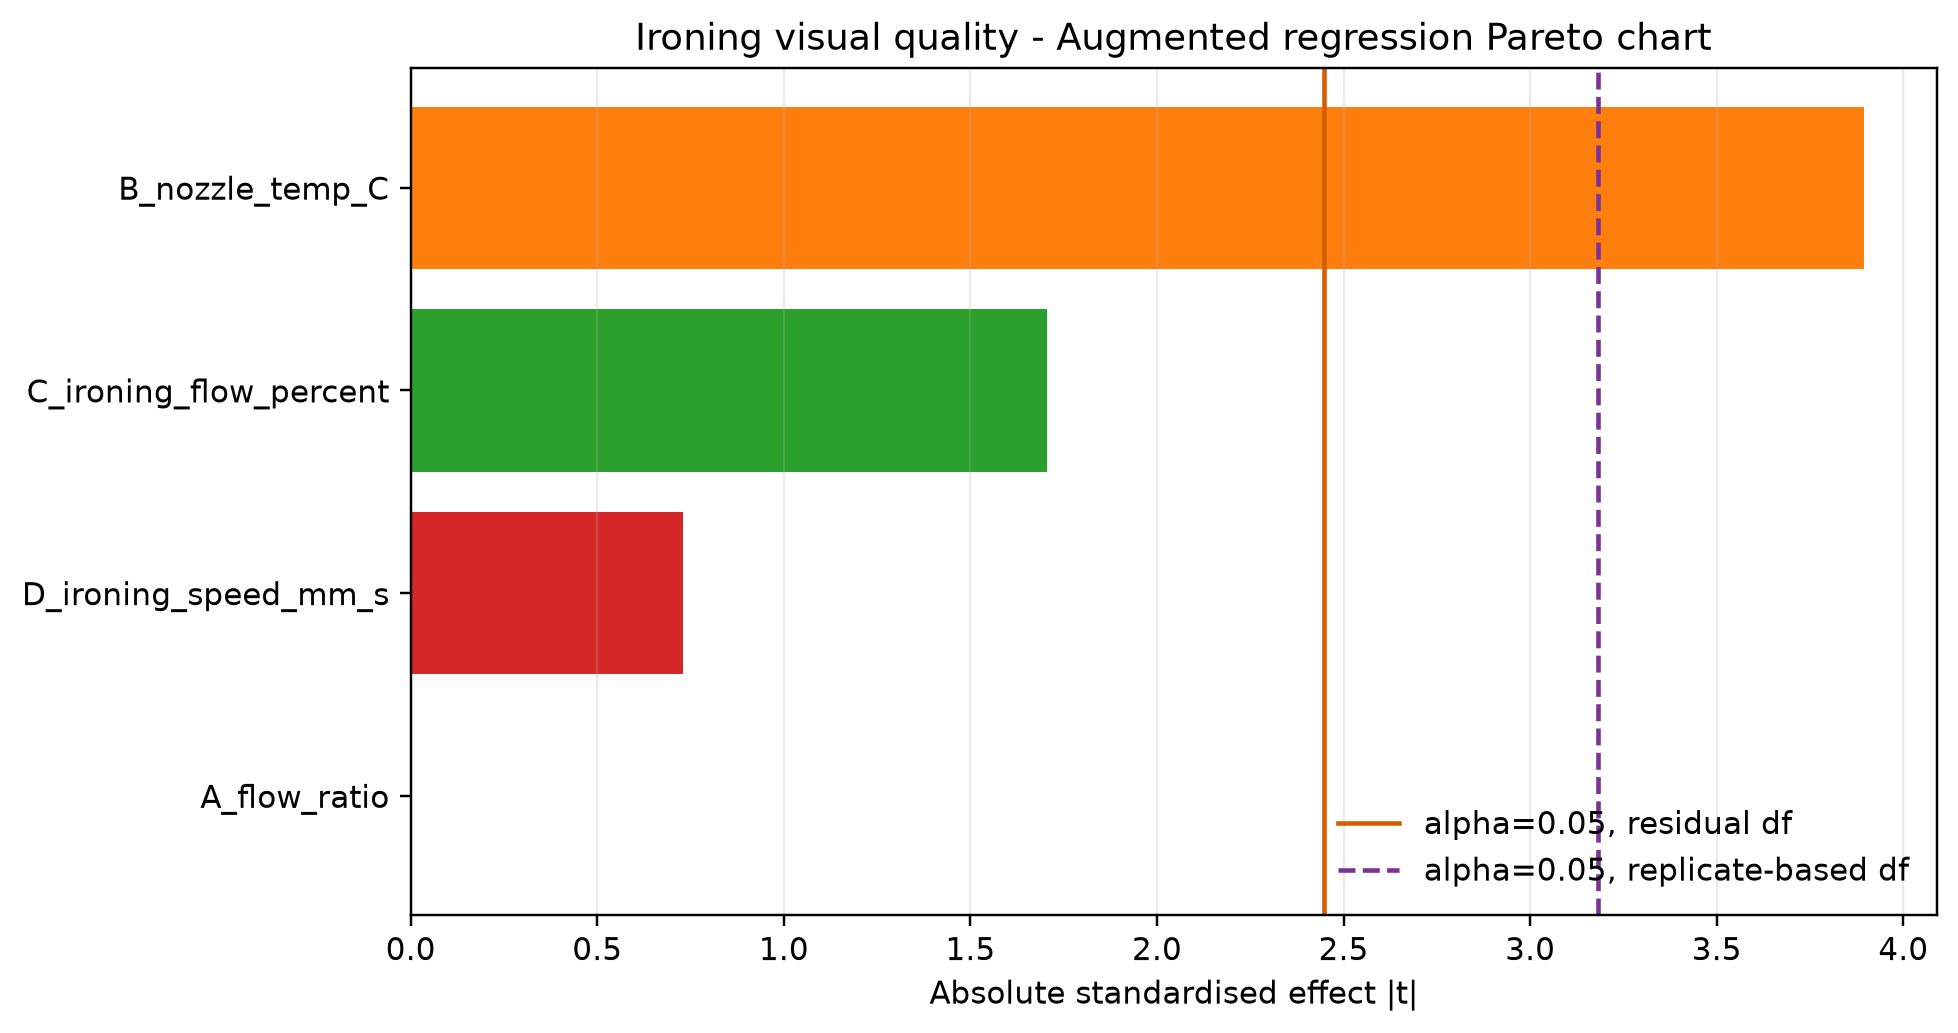 Ironing visual quality - Augmented regression Pareto chart
B_nozzle_temp_C
C_ironing_flow_percent
D_ironing_speed_mm_s
A_flow_ratio
alpha=0.05, residual df
alpha=0.05, replicate-based df
0.0 0.5 1.0 1.5 2.0 2.5 3.0 3.5 4.0
Absolute standardised effect |t|